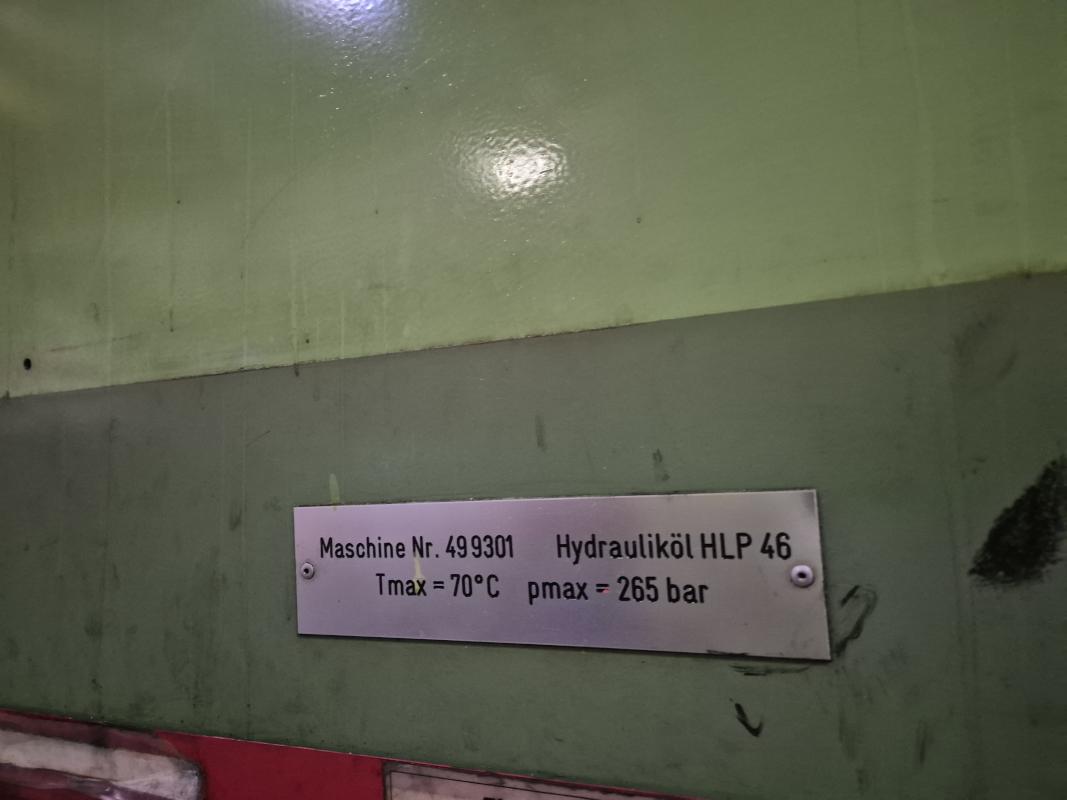 Maschine Nr. 49 9301 Hydrauliköl HLP 46
Tmax = 70°C pmax = 265 bar